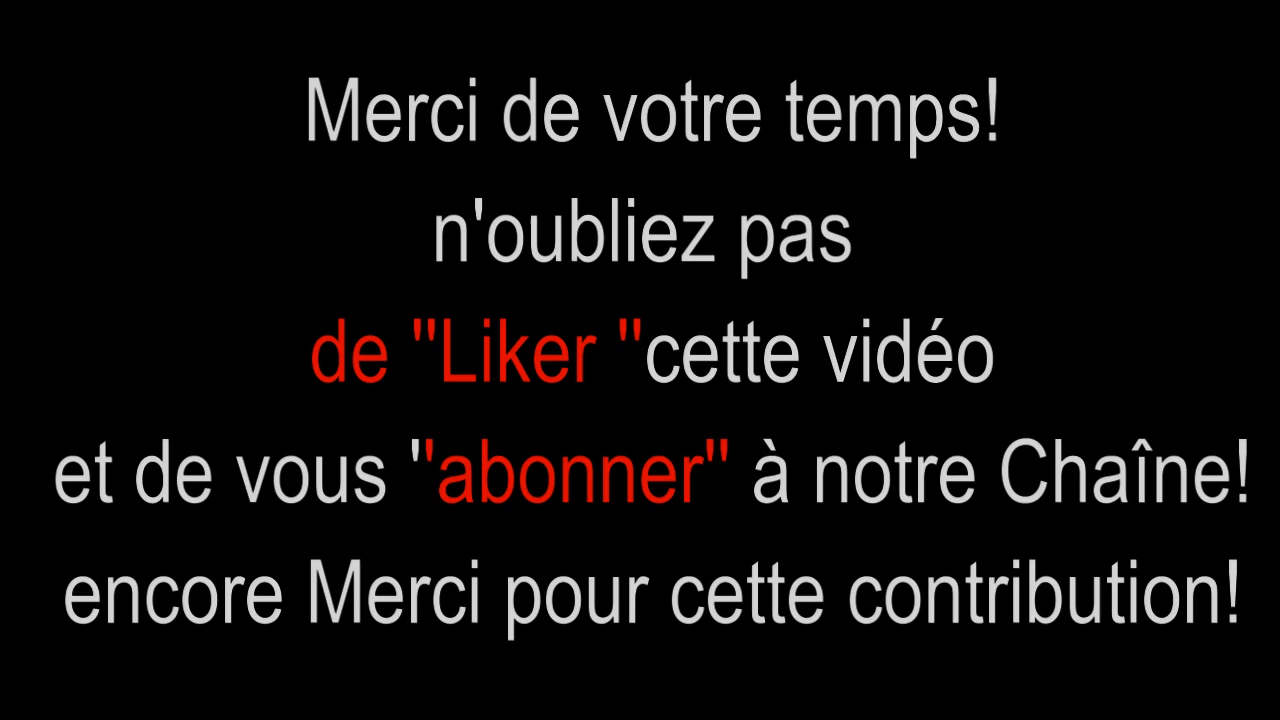 Merci de votre temps!
n'oubliez pas
de "Liker "cette vidéo
et de vous "abonner" à notre Chaîne!
encore Merci pour cette contribution!